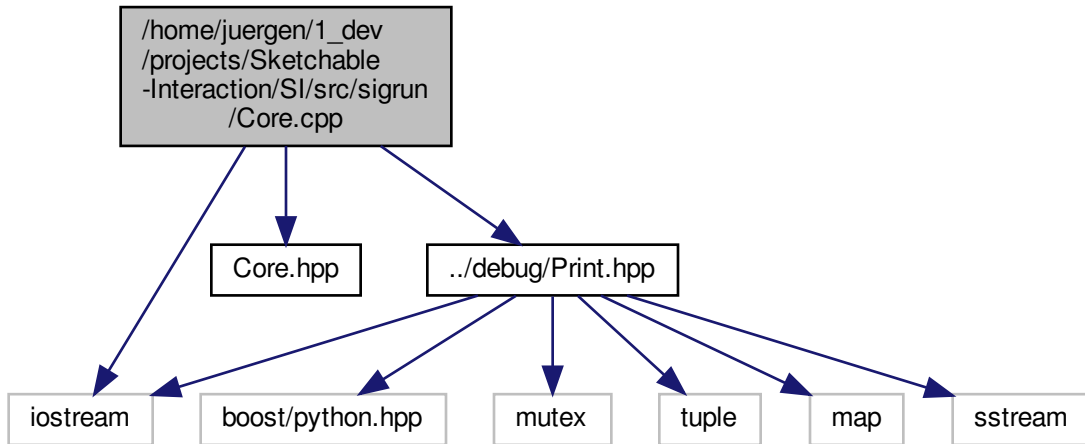 /home/juergen/1_dev
/projects/Sketchable
-Interaction/SI/src/sigrun
/Core.cpp
Core.hpp
../debug/Print.hpp
iostream
boost/python.hpp
mutex
tuple
map
sstream